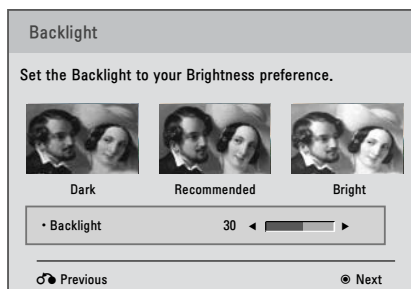 Backlight
Set the Backlight to your Brightness preference.
Dark Recommended Bright
• Backlight 30
Previous Next